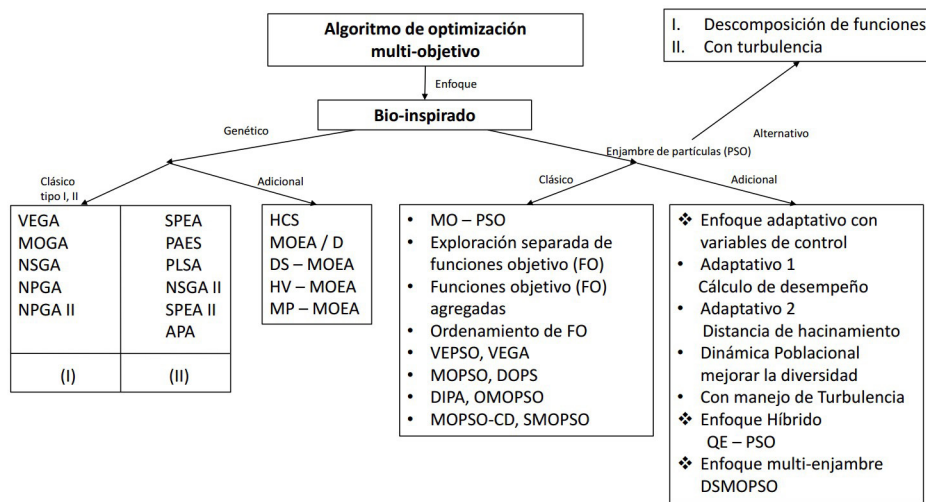 Algoritmo de optimización
multi-objetivo
I. Descomposición de funciones
II. Con turbulencia
Enfoque
Bio-inspirado
Genético
Alternativo
Enjambre de partículas (PSO)
Clásico
tipo I, II
Adicional
Clásico
Adicional
VEGA
MOGA
NSGA
NPGA
NPGA II
(I)
SPEA
PAES
PLSA
NSGA II
SPEA II
APA
(II)
HCS
MOEA / D
DS – MOEA
HV – MOEA
MP – MOEA
• MO – PSO
• Exploración separada de
funciones objetivo (FO)
• Funciones objetivo (FO)
agregadas
• Ordenamiento de FO
• VEPSO, VEGA
• MOPSO, DOPS
• DIPA, OMOPSO
• MOPSO-CD, SMOPSO
❖ Enfoque adaptativo con
variables de control
• Adaptativo 1
Cálculo de desempeño
• Adaptativo 2
Distancia de hacinamiento
• Dinámica Poblacional
mejorar la diversidad
• Con manejo de Turbulencia
❖ Enfoque Híbrido
QE – PSO
❖ Enfoque multi-enjambre
DSMOPSO